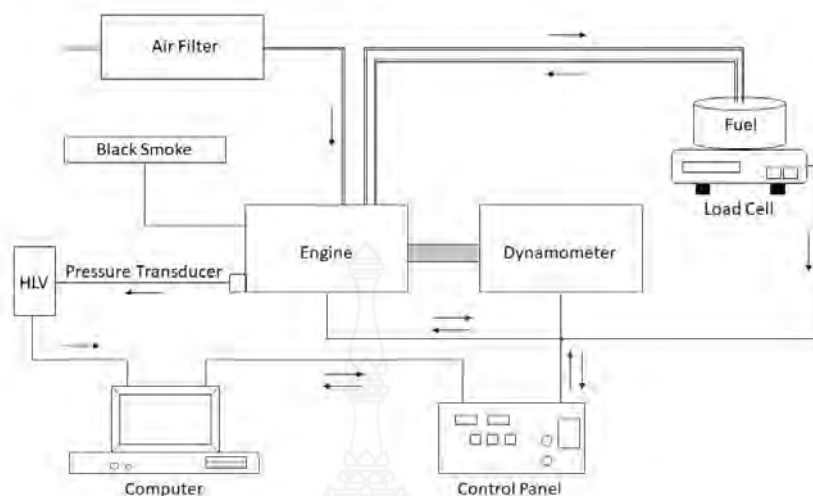 Air Filter
Fuel
Black Smoke
Load Cell
Engine
Dynamometer
Pressure Transducer
HLV
Computer
Control Panel